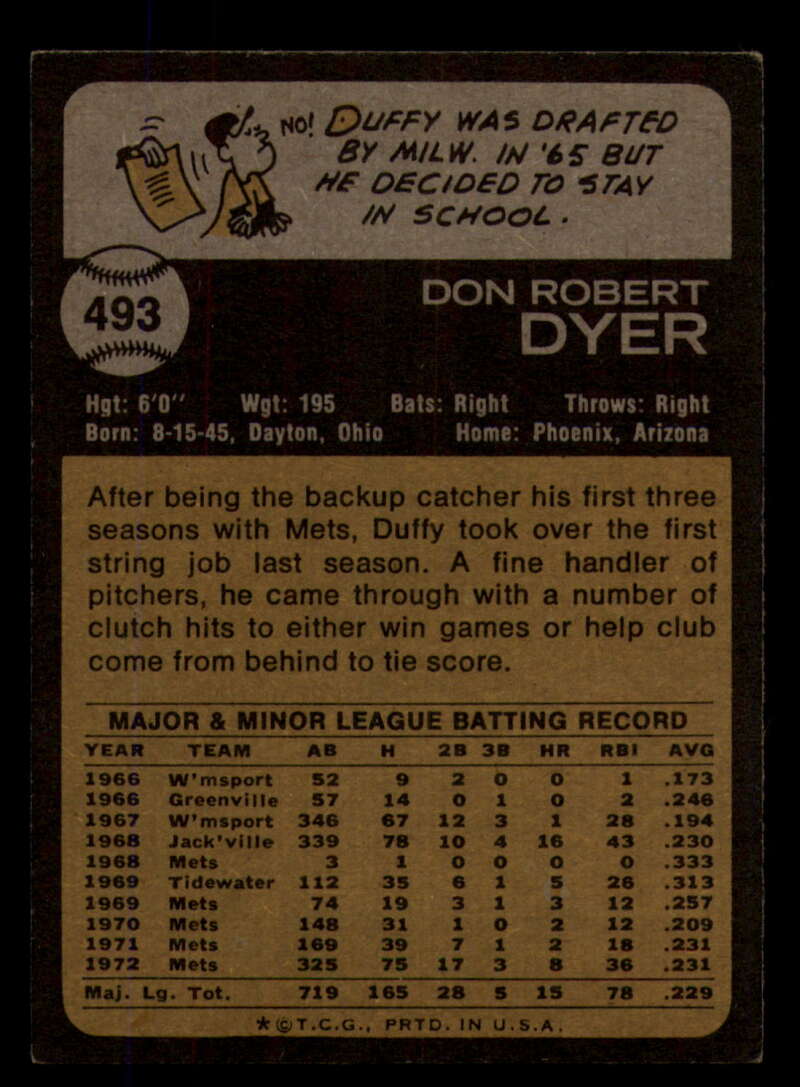 NO! DUFFY WAS DRAFTED
BY MILW. IN '65 BUT
HE DECIDED TO STAY
IN SCHOOL.
493
DON ROBERT
DYER
Hgt: 6'0" Wgt: 195 Bats: Right Throws: Right
Born: 8-15-45, Dayton, Ohio Home: Phoenix, Arizona
After being the backup catcher his first three
seasons with Mets, Duffy took over the first
string job last season. A fine handler of
pitchers, he came through with a number of
clutch hits to either win games or help club
come from behind to tie score.
MAJOR & MINOR LEAGUE BATTING RECORD
YEAR TEAM AB H 2B 3B HR RBI AVG
1966 W'msport 52 9 2 0 0 1 .173
1966 Greenville 57 14 0 1 0 2 .246
1967 W'msport 346 67 12 3 1 28 .194
1968 Jack'ville 339 78 10 4 16 43 .230
1968 Mets 3 1 0 0 0 0 .333
1969 Tidewater 112 35 6 1 5 26 .313
1969 Mets 74 19 3 1 3 12 .257
1970 Mets 148 31 1 0 2 12 .209
1971 Mets 169 39 7 1 2 18 .231
1972 Mets 325 75 17 3 8 36 .231
Maj. Lg. Tot. 719 165 28 5 15 78 .229
*©T.C.G., PRTD. IN U.S.A.